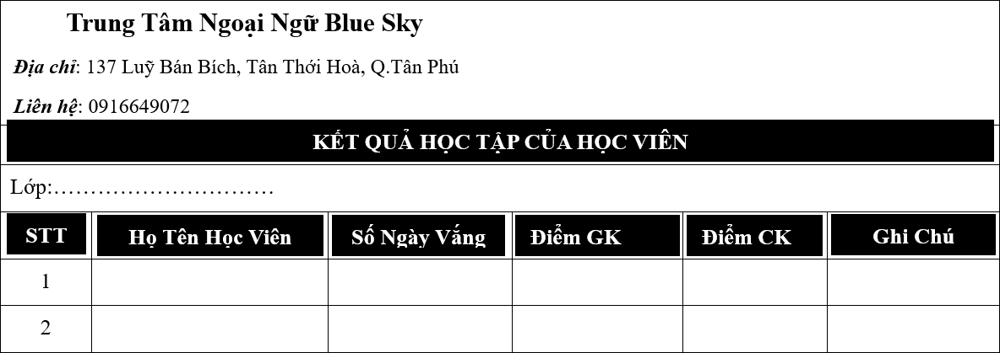 Trung Tâm Ngoại Ngữ Blue Sky
Địa chỉ: 137 Luỹ Bán Bích, Tân Thới Hoà, Q.Tân Phú
Liên hệ: 0916649072
KẾT QUẢ HỌC TẬP CỦA HỌC VIÊN
Lớp:…………………………
STT Họ Tên Học Viên Số Ngày Vắng Điểm GK Điểm CK Ghi Chú
1
2